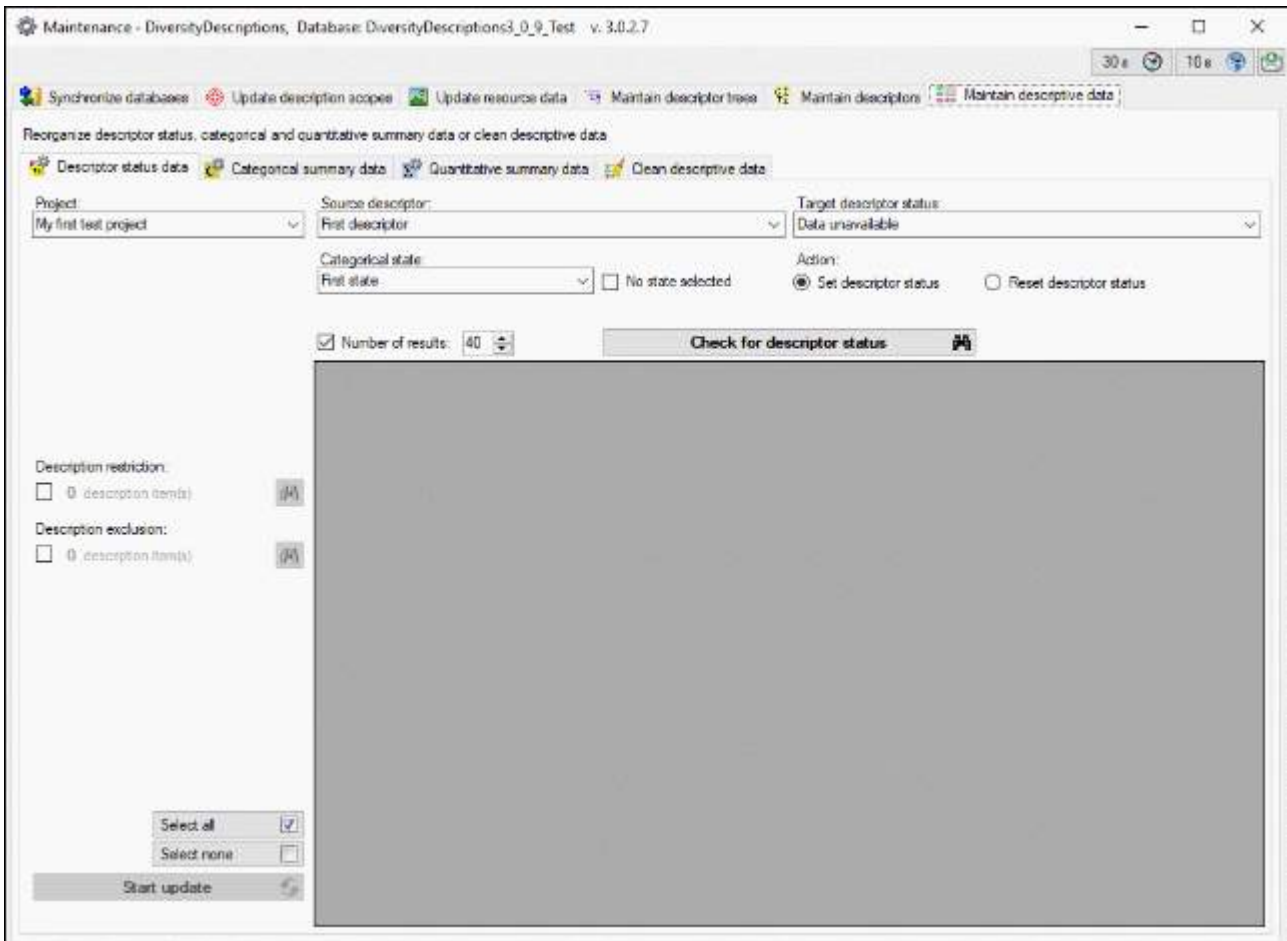 Maintenance - DiversityDescriptions, Database: DiversityDescriptions3_0_9_Test v. 3.0.2.7
30 s 10 s
Synchronize databases Update description scopes Update resource data Maintain descriptor trees Maintain descriptors Maintain descriptive data
Reorganize descriptor status, categorical and quantitative summary data or clean descriptive data
Descriptor status data Categorical summary data Quantitative summary data Clean descriptive data
Project: Source descriptor: Target descriptor status:
My first test project First descriptor Data unavailable
Categorical state: Action:
First state No state selected Set descriptor status Reset descriptor status
Number of results: 40 Check for descriptor status
Description restriction:
0 description item(s)
Description exclusion:
0 description item(s)
Select all
Select none
Start update